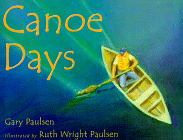 Canoe
Days
Gary Paulsen
illustrated by Ruth Wright Paulsen